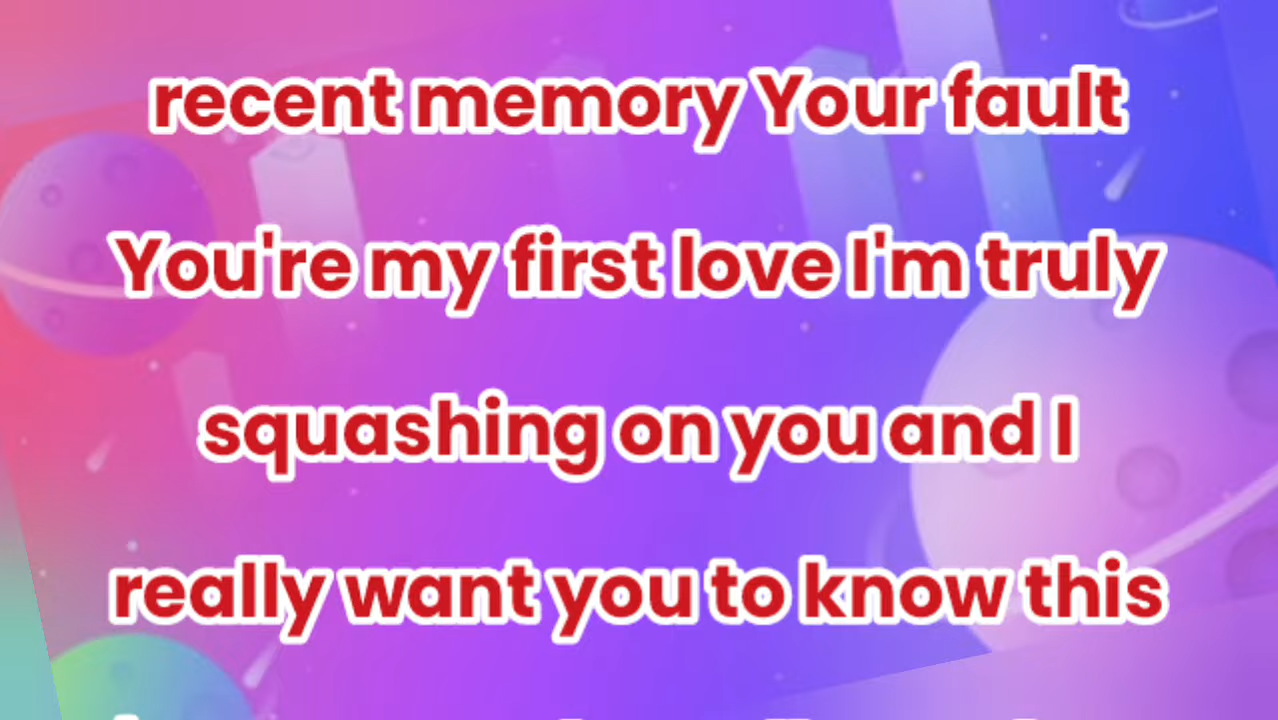 recent memory Your fault
You're my first love I'm truly
squashing on you and I
really want you to know this